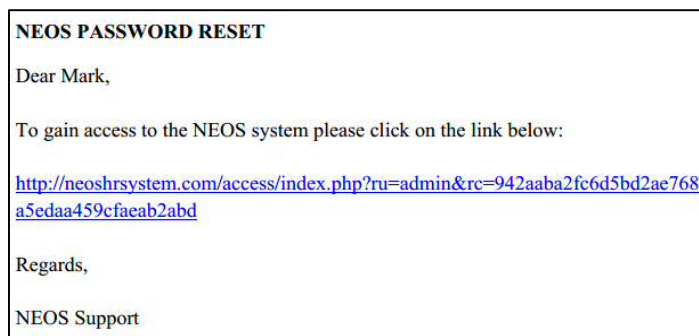 NEOS PASSWORD RESET
Dear Mark,
To gain access to the NEOS system please click on the link below:
http://neoshrsystem.com/access/index.php?ru=admin&rc=942aaba2fc6d5bd2ae768
a5edaa459cfaeab2abd
Regards,
NEOS Support